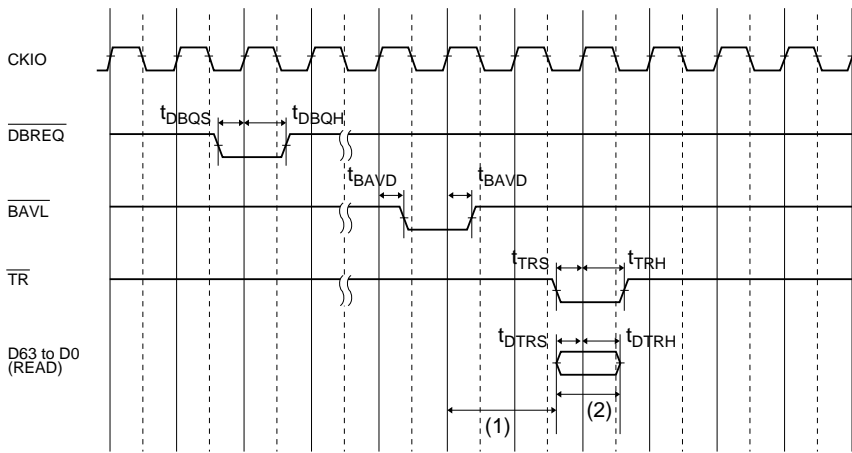 CKIO
tDBQS tDBQH
DBREQ
tBAVD tBAVD
BAVL
tTRS tTRH
TR
tDTRS tDTRH
D63 to D0
(READ)
(1) (2)